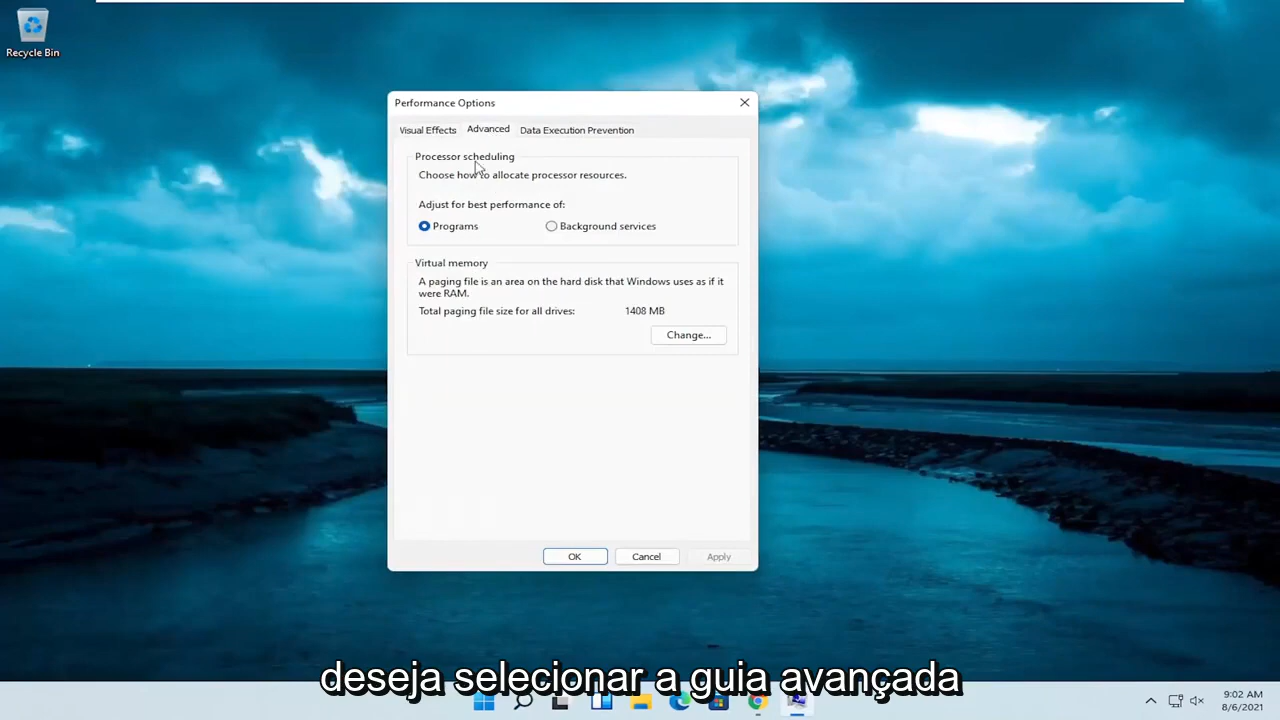 Recycle Bin
Performance Options
Visual Effects Advanced Data Execution Prevention
Processor scheduling
Choose how to allocate processor resources.
Adjust for best performance of:
Programs Background services
Virtual memory
A paging file is an area on the hard disk that Windows uses as if it
were RAM.
Total paging file size for all drives: 1408 MB
Change...
OK Cancel Apply
deseja selecionar a guia avançada
9:02 AM
8/6/2021